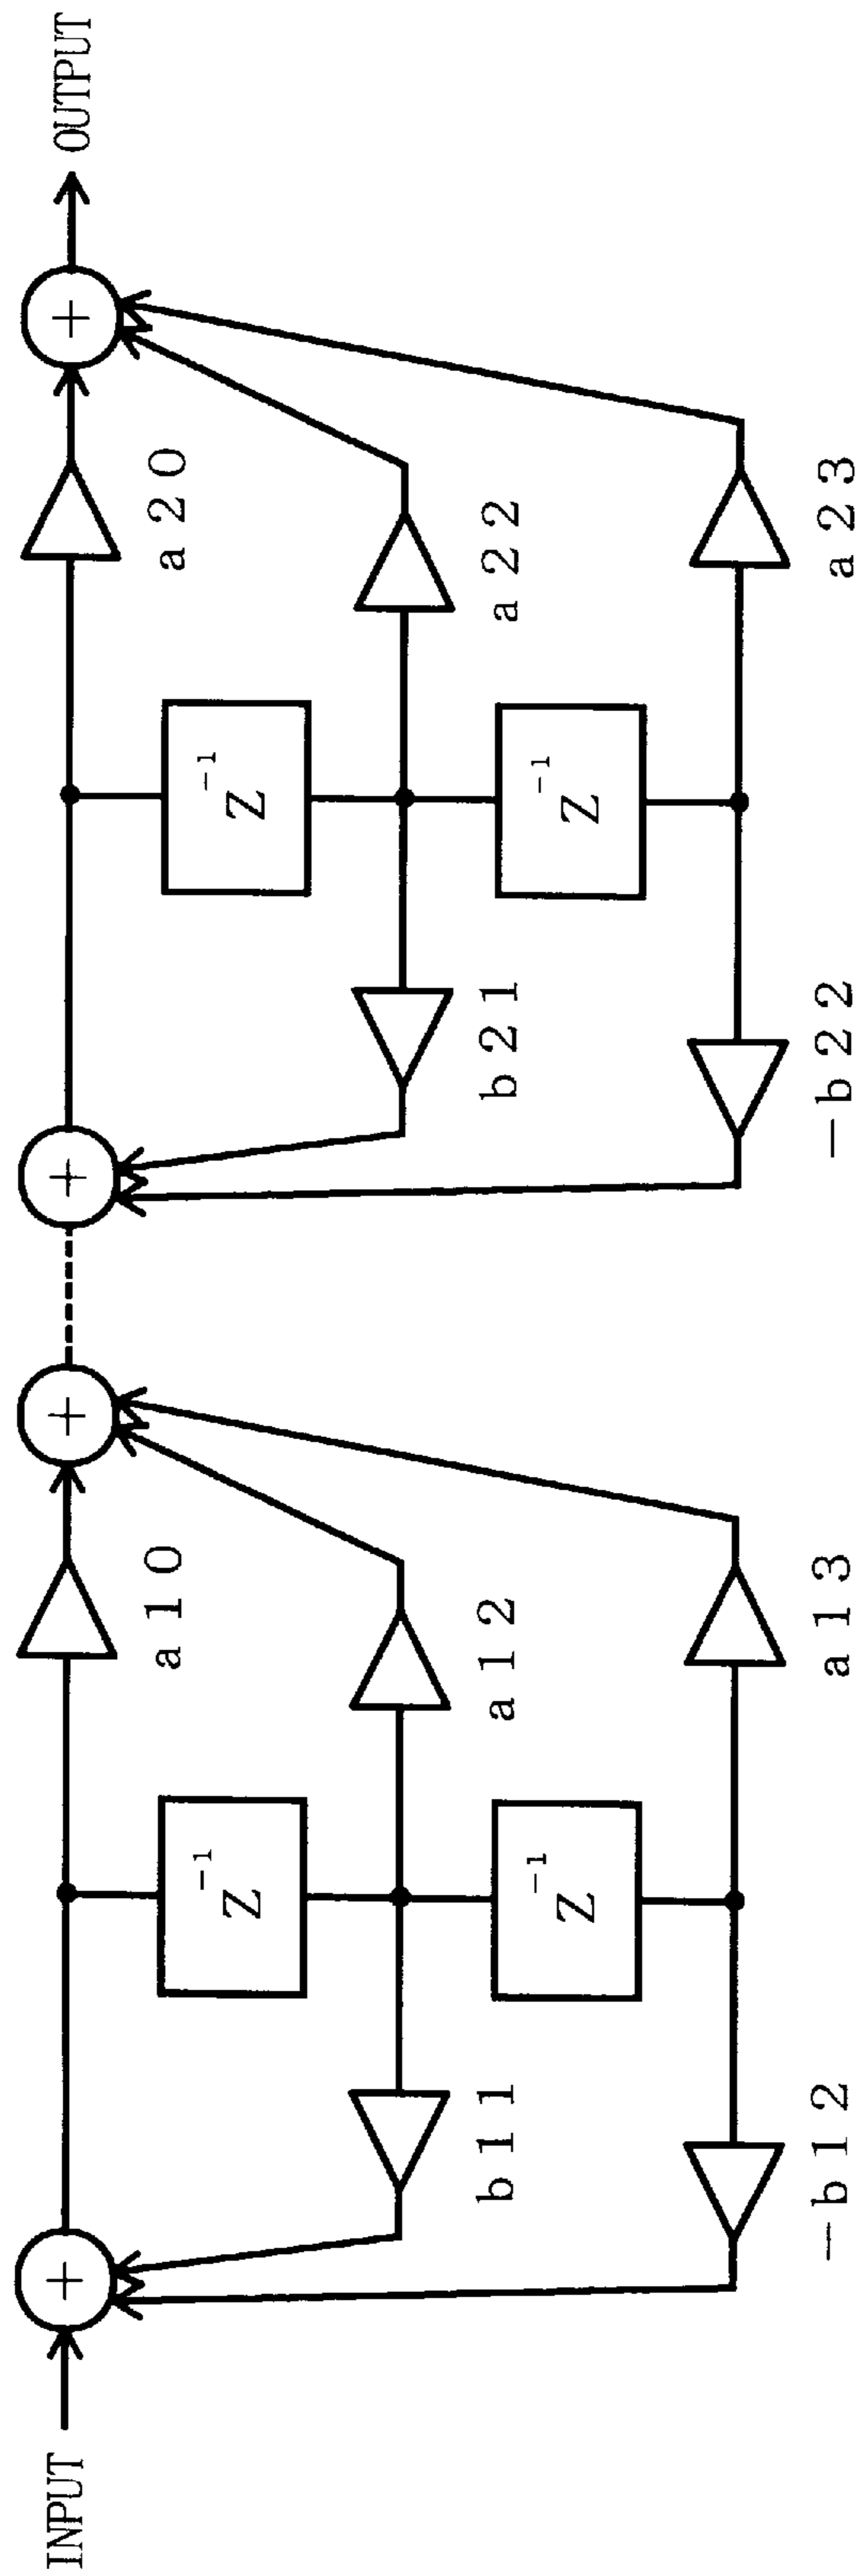 INPUT
+
b11
-b12
Z⁻¹
Z⁻¹
a10
a12
a13
+
+
b21
-b22
Z⁻¹
Z⁻¹
a20
a22
a23
+
OUTPUT